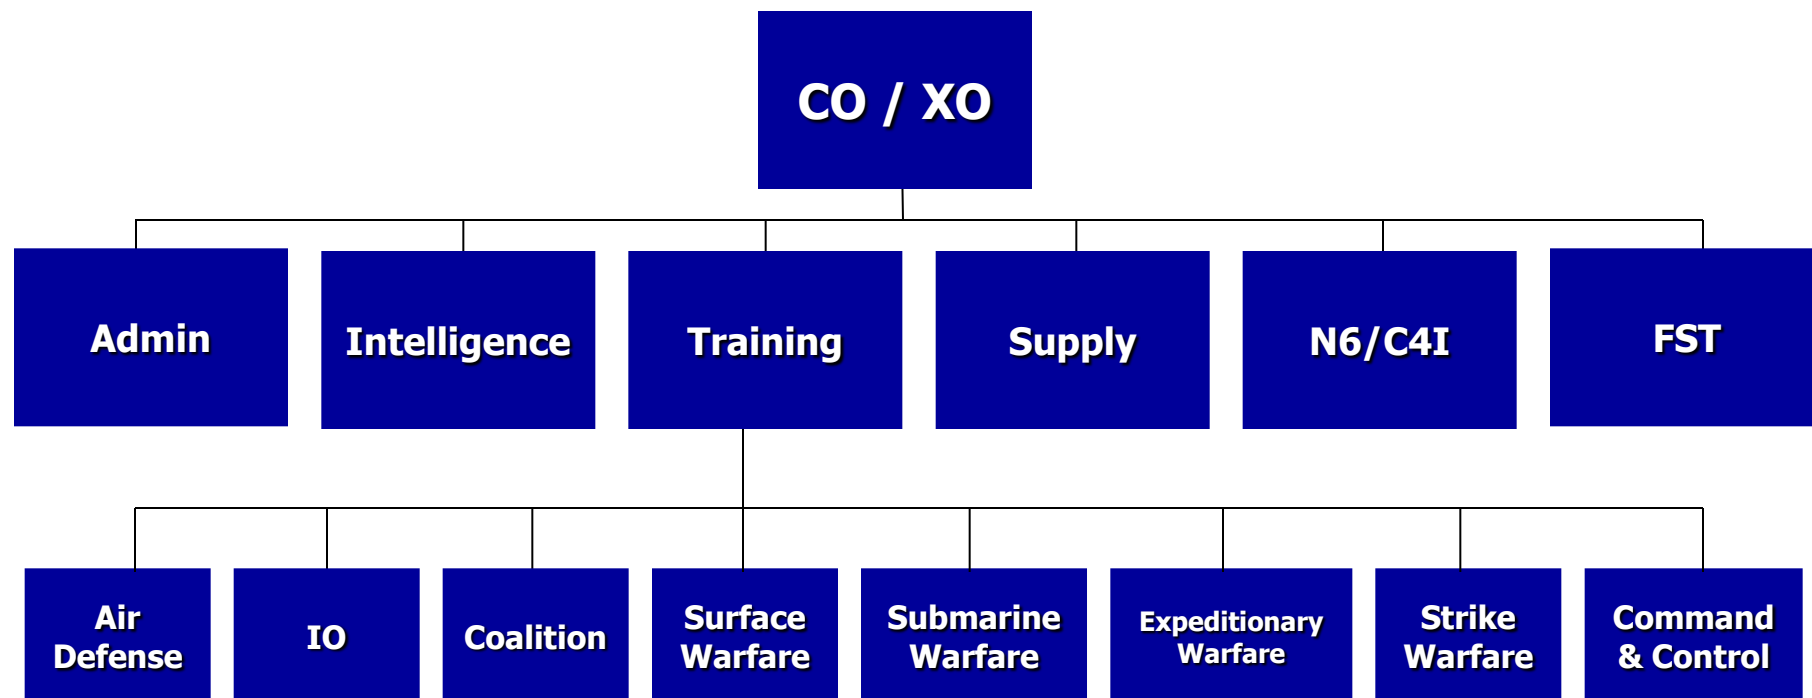 CO / XO
Admin
Intelligence
Training
Supply
N6/C4I
FST
Air
Defense
IO
Coalition
Surface
Warfare
Submarine
Warfare
Expeditionary
Warfare
Strike
Warfare
Command
& Control